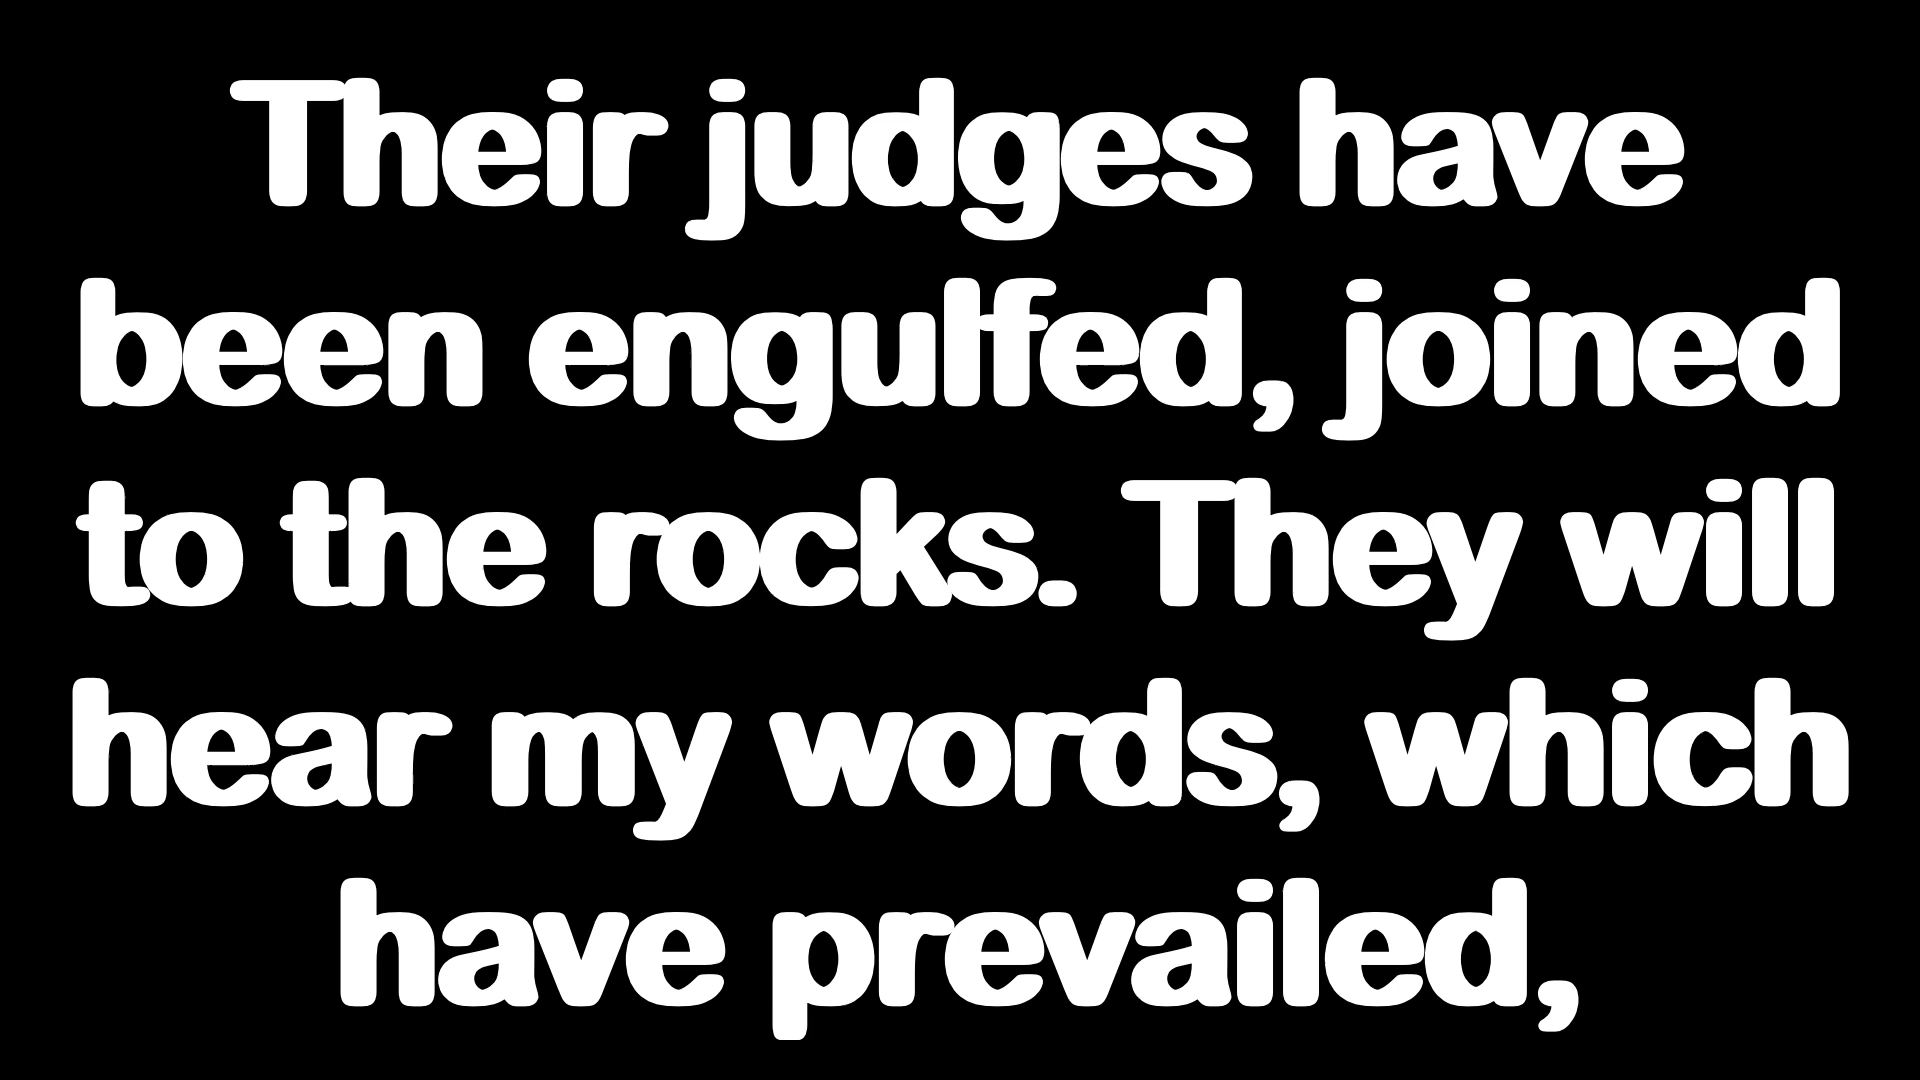 Their judges have
been engulfed, joined
to the rocks. They will
hear my words, which
have prevailed,